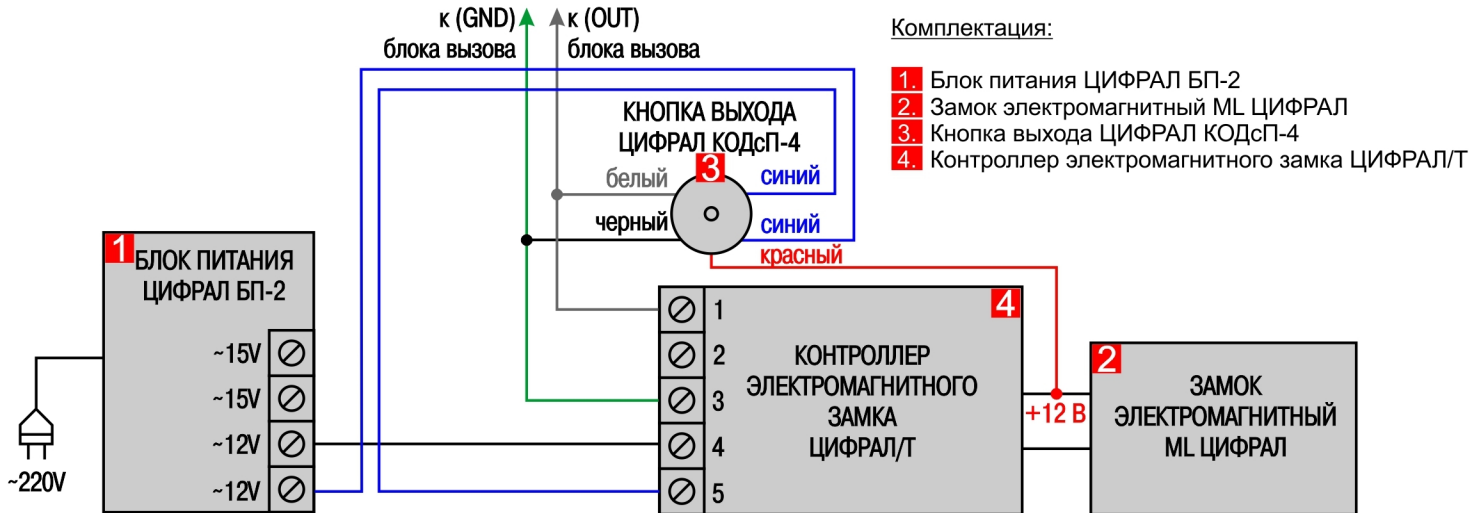 к (GND)
блока вызова
к (OUT)
блока вызова
Комплектация:
1. Блок питания ЦИФРАЛ БП-2
2. Замок электромагнитный ML ЦИФРАЛ
3. Кнопка выхода ЦИФРАЛ КОДсП-4
4. Контроллер электромагнитного замка ЦИФРАЛ/Т
КНОПКА ВЫХОДА
ЦИФРАЛ КОДсП-4
3
белый
синий
черный
синий
красный
1
БЛОК ПИТАНИЯ
ЦИФРАЛ БП-2
~15V
~15V
~12V
~12V
~220V
1
2
3
4
5
4
КОНТРОЛЛЕР
ЭЛЕКТРОМАГНИТНОГО
ЗАМКА
ЦИФРАЛ/Т
+12 В
2
ЗАМОК
ЭЛЕКТРОМАГНИТНЫЙ
ML ЦИФРАЛ